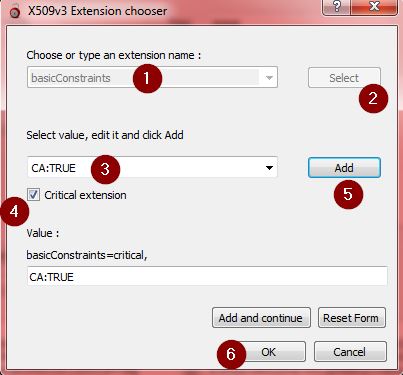 X509v3 Extension chooser
Choose or type an extension name :
basicConstraints 1
Select
2
Select value, edit it and click Add
CA:TRUE 3
Add
Critical extension
5
4
Value :
basicConstraints=critical,
CA:TRUE
Add and continue Reset Form
6 OK Cancel